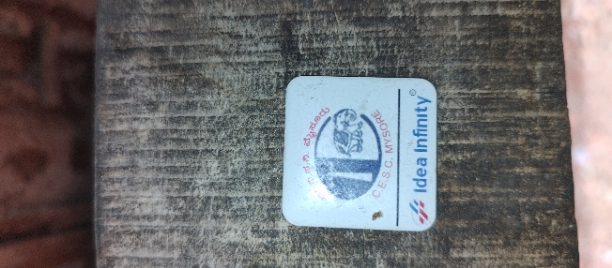 ಚಾ.ವಿ.ಸ.ನಿ ಮೈಸೂರು
C.E.S.C. MYSORE
Idea Infinity